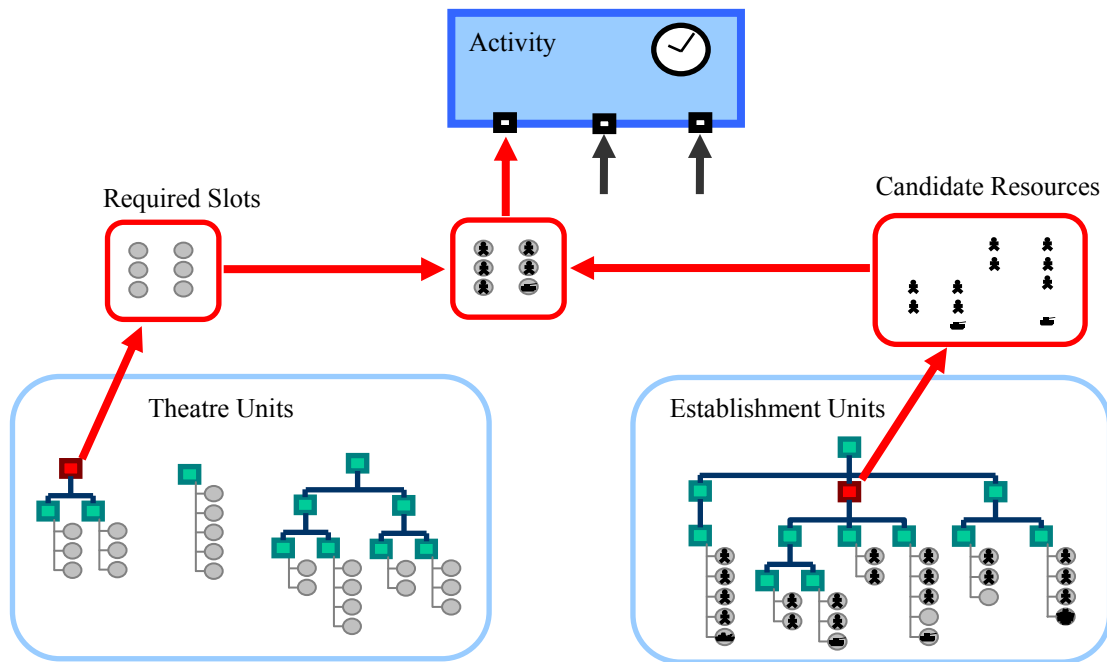 Activity
Required Slots
Candidate Resources
Theatre Units
Establishment Units